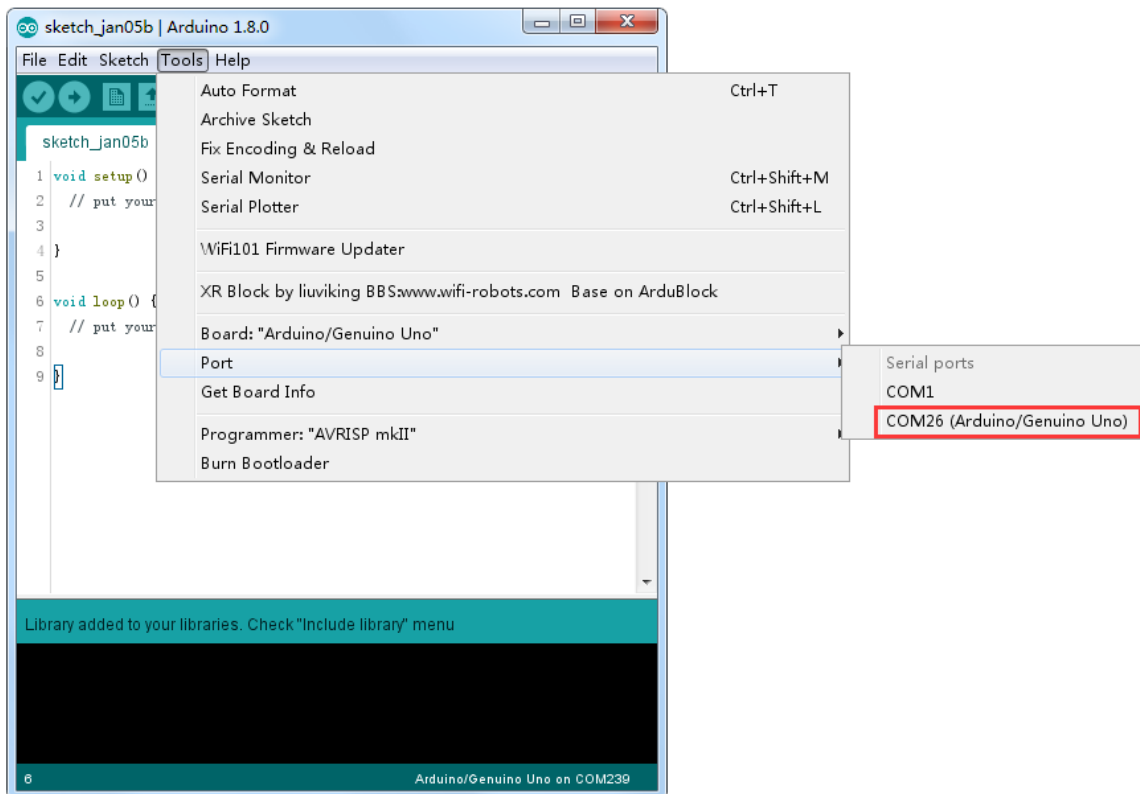 sketch_jan05b | Arduino 1.8.0
File Edit Sketch Tools Help
Auto Format Ctrl+T
Archive Sketch
sketch_jan05b
Fix Encoding & Reload
1 void setup()
Serial Monitor Ctrl+Shift+M
2 // put your
Serial Plotter Ctrl+Shift+L
3
4 }
WiFi101 Firmware Updater
5
6 void loop() {
XR Block by liuviking BBS:www.wifi-robots.com Base on ArduBlock
7 // put your
Board: "Arduino/Genuino Uno"
8
Port
Serial ports
9 }
Get Board Info
COM1
COM26 (Arduino/Genuino Uno)
Programmer: "AVRISP mkII"
Burn Bootloader
Library added to your libraries. Check "Include library" menu
6 Arduino/Genuino Uno on COM239